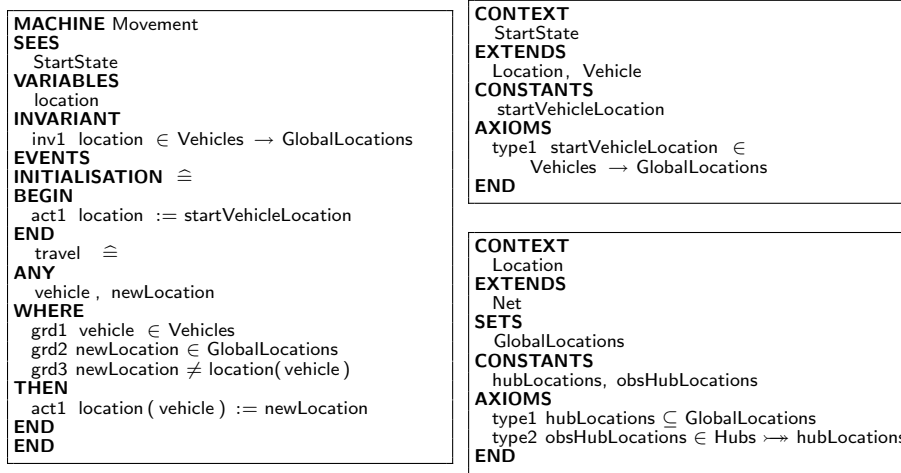 MACHINE Movement
SEES
StartState
VARIABLES
location
INVARIANT
inv1 location ∈ Vehicles → GlobalLocations
EVENTS
INITIALISATION ≙
BEGIN
act1 location := startVehicleLocation
END
travel ≙
ANY
vehicle , newLocation
WHERE
grd1 vehicle ∈ Vehicles
grd2 newLocation ∈ GlobalLocations
grd3 newLocation ≠ location( vehicle )
THEN
act1 location ( vehicle ) := newLocation
END
END
CONTEXT
StartState
EXTENDS
Location, Vehicle
CONSTANTS
startVehicleLocation
AXIOMS
type1 startVehicleLocation ∈
Vehicles → GlobalLocations
END
CONTEXT
Location
EXTENDS
Net
SETS
GlobalLocations
CONSTANTS
hubLocations, obsHubLocations
AXIOMS
type1 hubLocations ⊆ GlobalLocations
type2 obsHubLocations ∈ Hubs ⤖ hubLocations
END